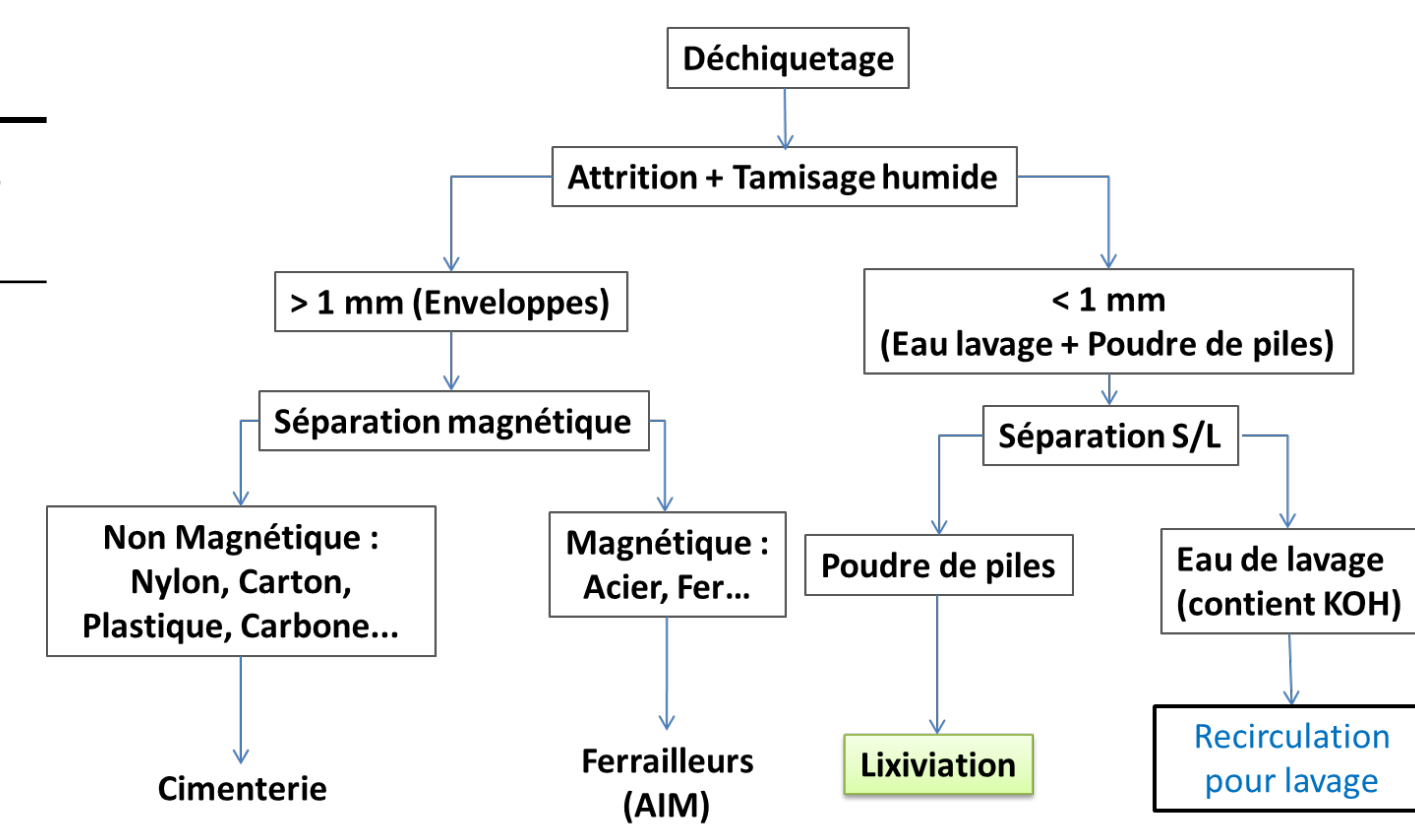 Déchiquetage
Attrition + Tamisage humide
> 1 mm (Enveloppes)
< 1 mm
(Eau lavage + Poudre de piles)
Séparation magnétique
Séparation S/L
Non Magnétique :
Nylon, Carton,
Plastique, Carbone...
Magnétique :
Acier, Fer...
Poudre de piles
Eau de lavage
(contient KOH)
Cimenterie
Ferrailleurs
(AIM)
Lixiviation
Recirculation
pour lavage